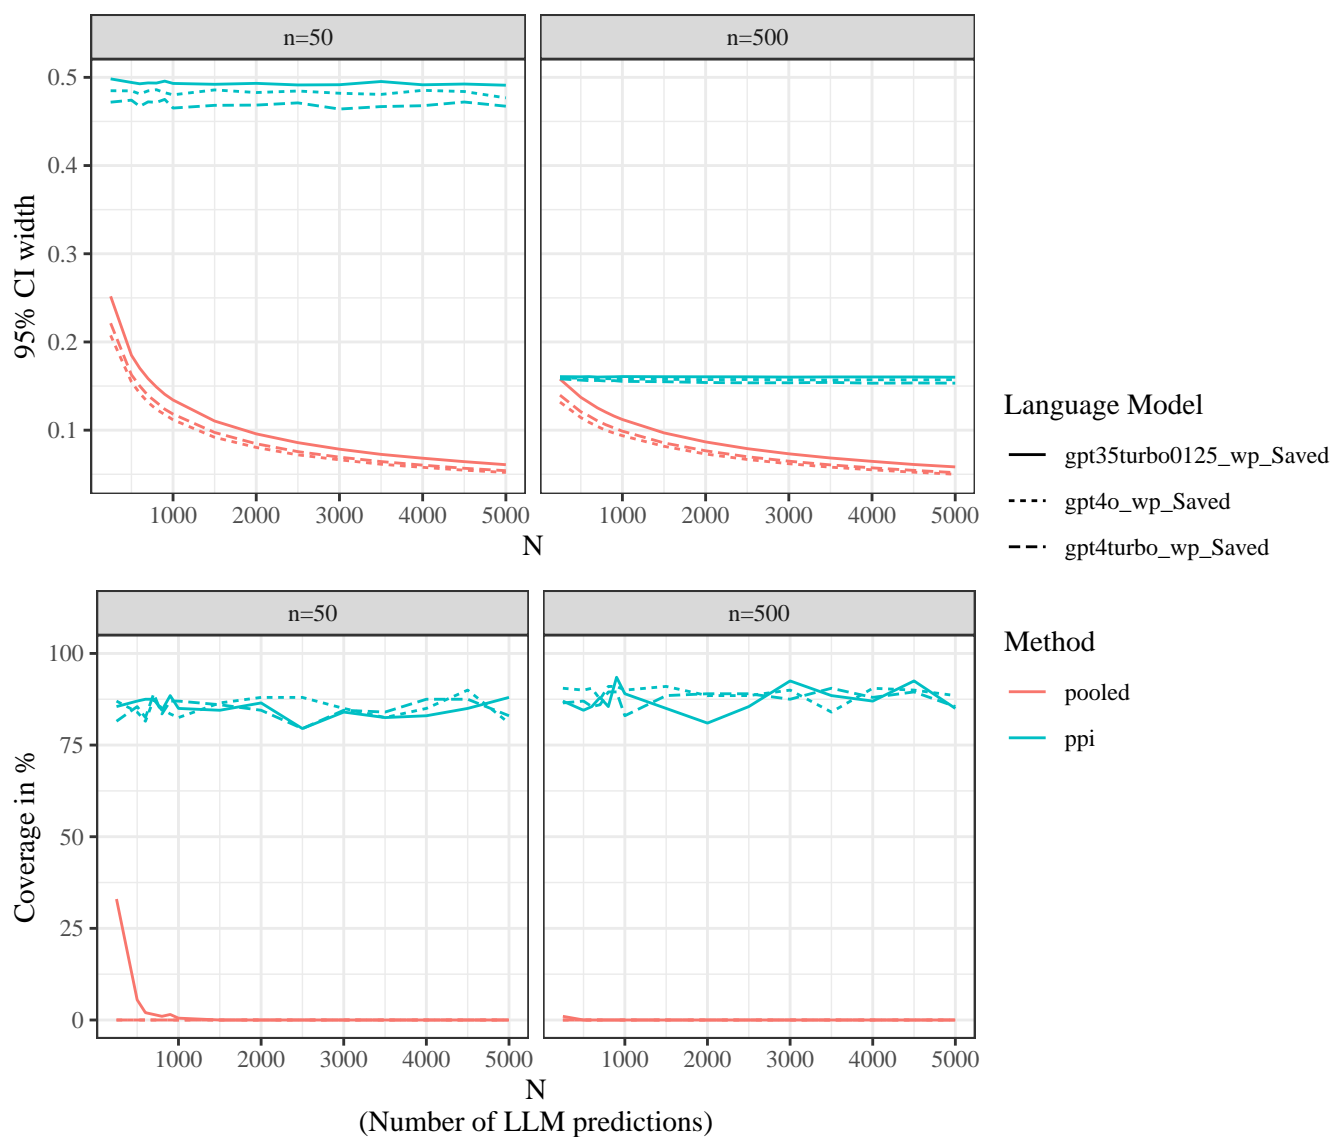 n=50
n=500
0.5
0.4
0.3
0.2
0.1
95% CI width
1000 2000 3000 4000 5000
1000 2000 3000 4000 5000
N
Language Model
gpt35turbo0125_wp_Saved
gpt4o_wp_Saved
gpt4turbo_wp_Saved
Method
pooled
ppi
n=50
n=500
100
75
50
25
0
Coverage in %
1000 2000 3000 4000 5000
1000 2000 3000 4000 5000
N
(Number of LLM predictions)